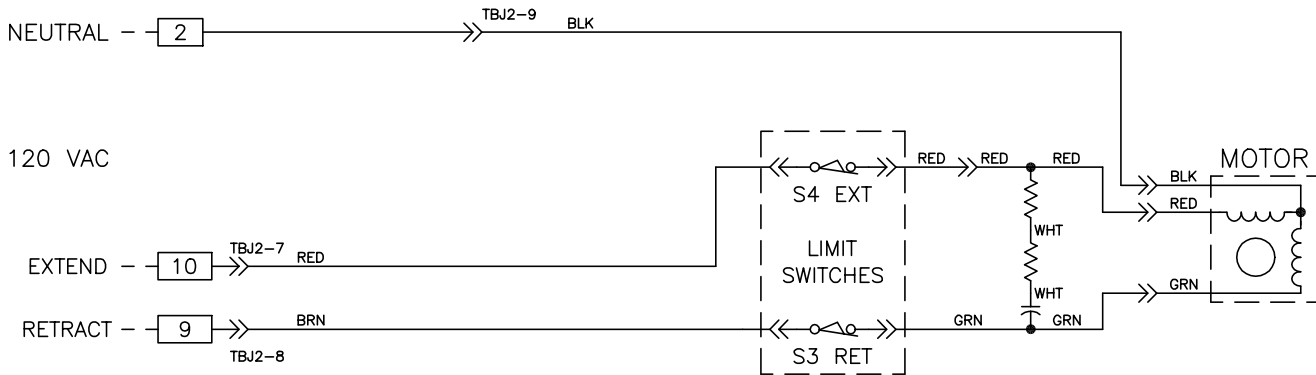 TBJ2-9
NEUTRAL 2 BLK
120 VAC
MOTOR
RED RED RED
BLK
S4 EXT
RED
WHT
TBJ2-7
LIMIT
SWITCHES
EXTEND 10 RED
WHT
GRN
RETRACT 9 BRN GRN GRN
TBJ2-8
S3 RET